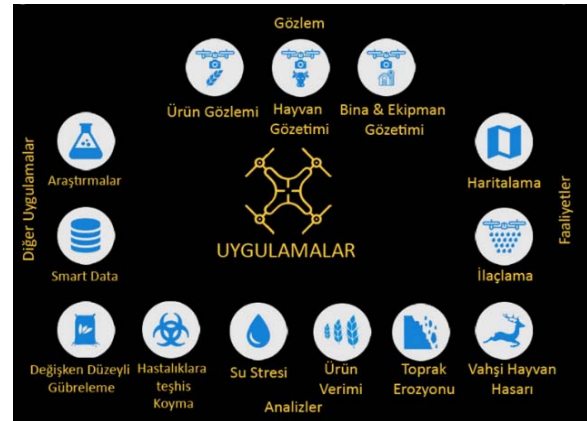 Gözlem
Ürün Gözlemi
Hayvan
Gözetimi
Bina & Ekipman
Gözetimi
Diğer Uygulamalar
Araştırmalar
Smart Data
UYGULAMALAR
Haritalama
İlaçlama
Faaliyetler
Değişken Düzeyli
Gübreleme
Hastalıklara
teşhis
Koyma
Su Stresi
Ürün
Verimi
Toprak
Erozyonu
Vahşi Hayvan
Hasarı
Analizler